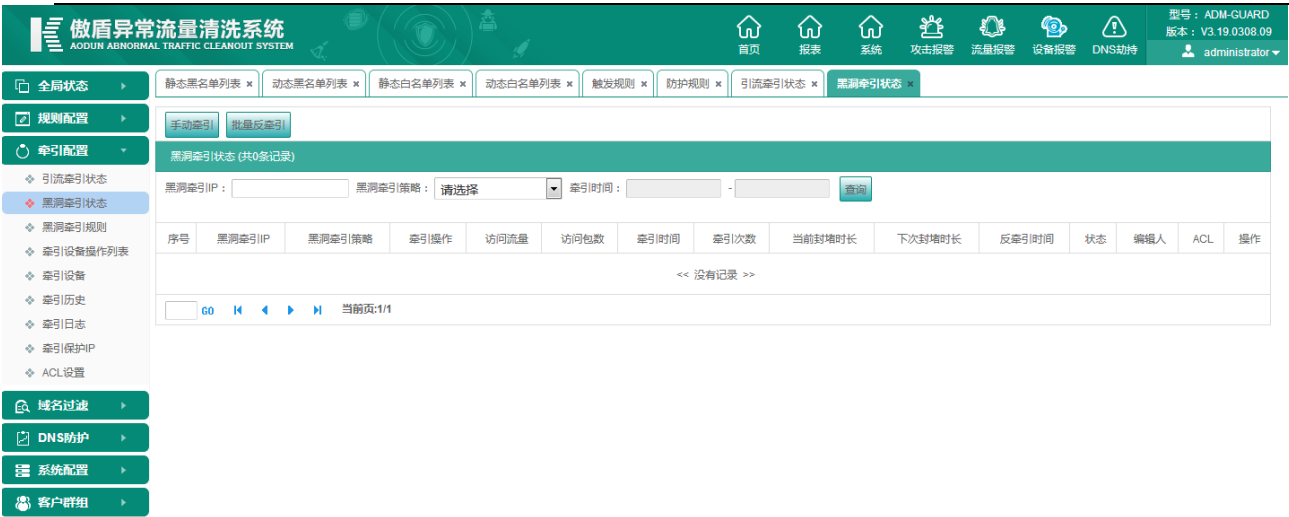 傲盾异常流量清洗系统
AODUN ABNORMAL TRAFFIC CLEANOUT SYSTEM
首页 报表 系统 攻击报警 流量报警 设备报警 DNS劫持
型号：ADM-GUARD
版本：V3.19.0308.09
administrator
全局状态
规则配置
牵引配置
引流牵引状态
黑洞牵引状态
黑洞牵引规则
牵引设备操作列表
牵引设备
牵引历史
牵引日志
牵引保护IP
ACL设置
域名过滤
DNS防护
系统配置
客户群组
静态黑名单列表 × 动态黑名单列表 × 静态白名单列表 × 动态白名单列表 × 触发规则 × 防护规则 × 引流牵引状态 × 黑洞牵引状态 ×
手动牵引 批量反牵引
黑洞牵引状态 (共0条记录)
黑洞牵引IP： 黑洞牵引策略： 请选择 牵引时间： - 查询
序号 黑洞牵引IP 黑洞牵引策略 牵引操作 访问流量 访问包数 牵引时间 牵引次数 当前封堵时长 下次封堵时长 反牵引时间 状态 编辑人 ACL 操作
<< 没有记录 >>
GO 当前页:1/1